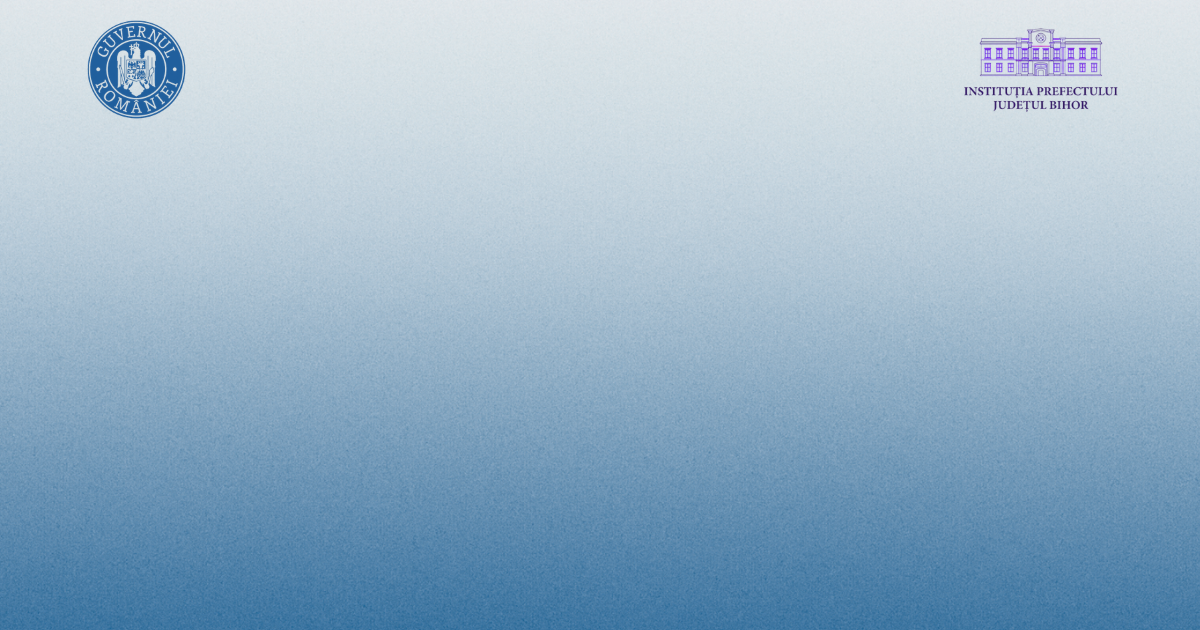 GUVERNUL
ROMÂNIEI
INSTITUȚIA PREFECTULUI
JUDEȚUL BIHOR